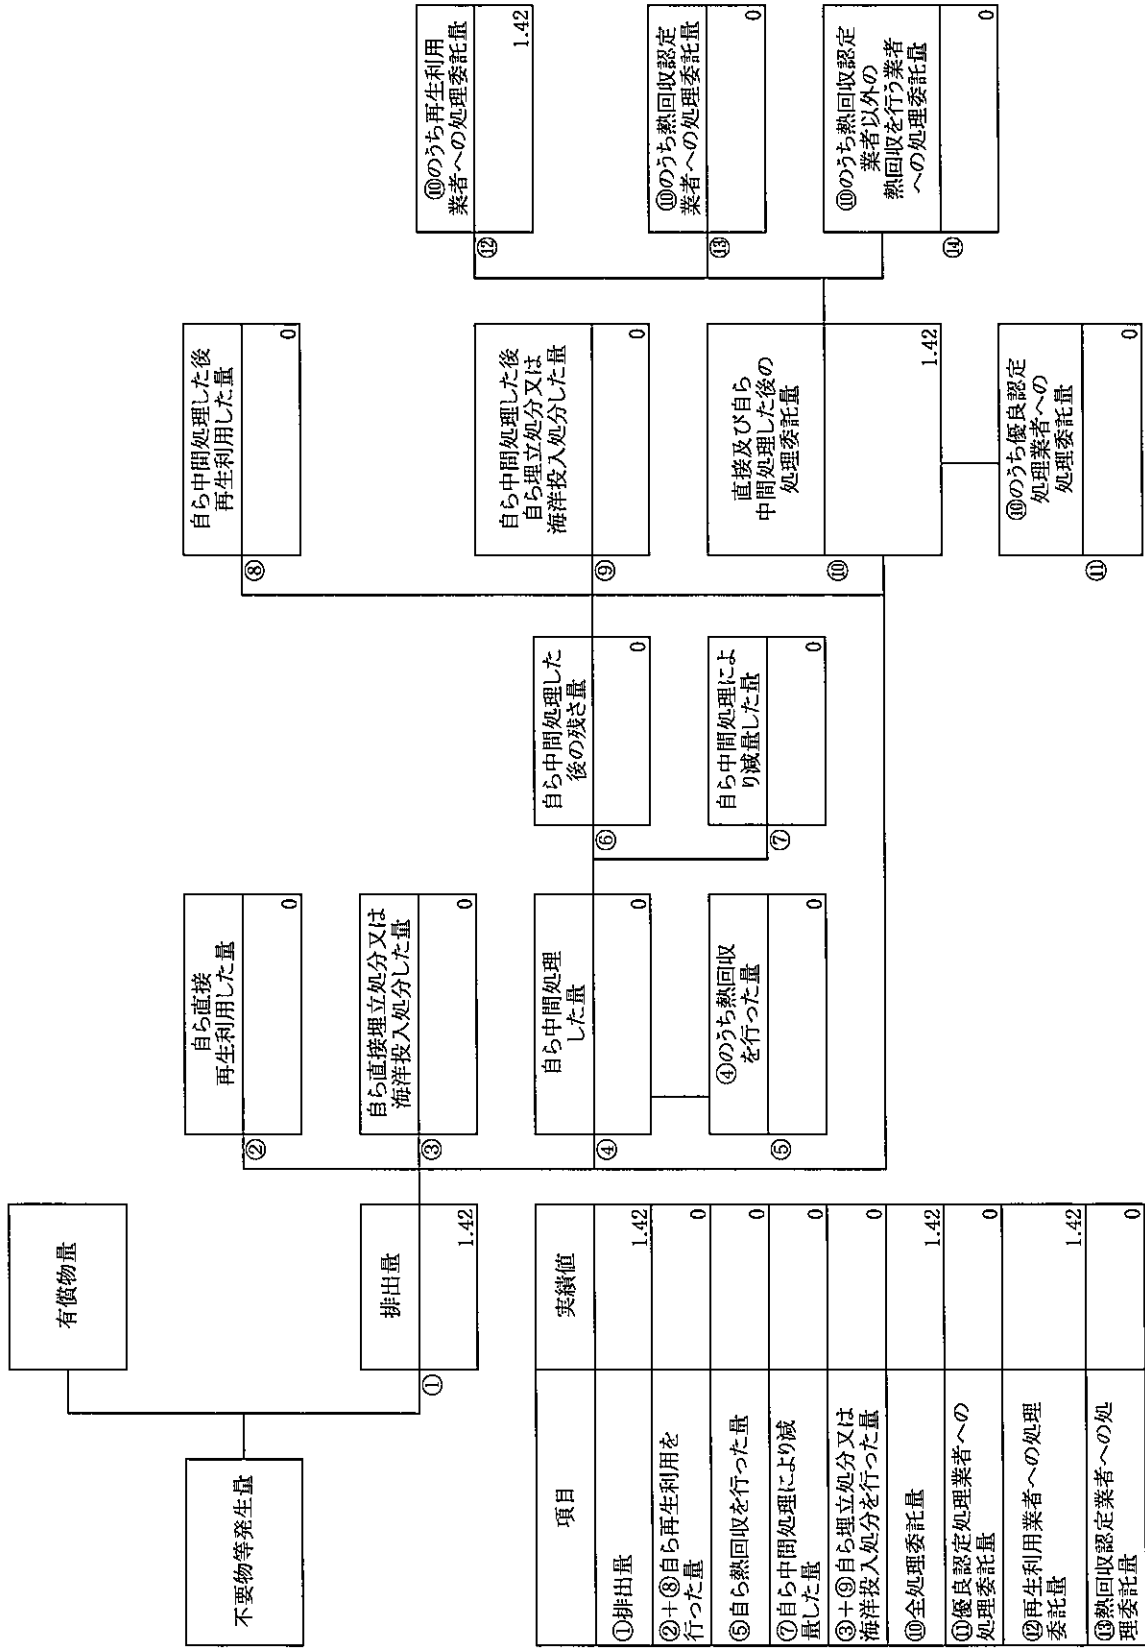 不要物等発生量
有償物量
排出量
①
1.42
自ら直接
再生利用した量
②
0
自ら直接埋立処分又は
海洋投入処分した量
③
0
自ら中間処理
した量
④
0
④のうち熱回収
を行った量
⑤
0
自ら中間処理した
後の残さ量
⑥
0
自ら中間処理によ
り減量した量
⑦
0
自ら中間処理した後
再生利用した量
⑧
0
自ら中間処理した後
自ら埋立処分又は
海洋投入処分した量
⑨
0
直接及び自ら
中間処理した後の
処理委託量
⑩
1.42
⑩のうち優良認定
処理業者への
処理委託量
⑪
0
⑩のうち再生利用
業者への処理委託量
⑫
1.42
⑩のうち熱回収認定
業者への処理委託量
⑬
0
⑩のうち熱回収認定
業者以外の
熱回収を行う業者
への処理委託量
⑭
0
項目 実績値
①排出量 1.42
②+⑧自ら再生利用を
行った量 0
⑤自ら熱回収を行った量 0
⑦自ら中間処理により減
量した量 0
③+⑨自ら埋立処分又は
海洋投入処分を行った量 0
⑩全処理委託量 1.42
⑪優良認定処理業者への
処理委託量 0
⑫再生利用業者への処理
委託量 1.42
⑬熱回収認定業者への処
理委託量 0